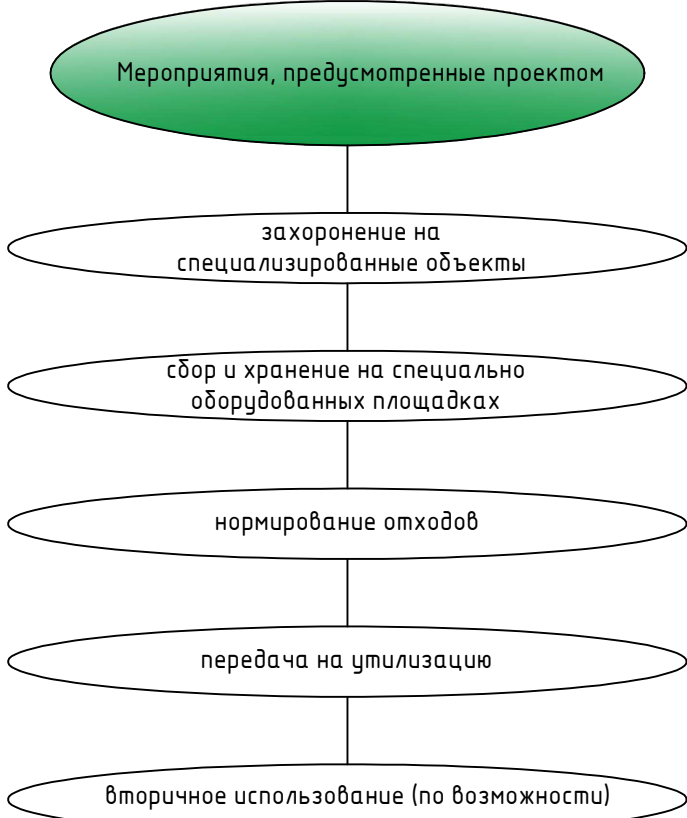 Мероприятия, предусмотренные проектом
захоронение на
специализированные объекты
сбор и хранение на специально
оборудованных площадках
нормирование отходов
передача на утилизацию
вторичное использование (по возможности)